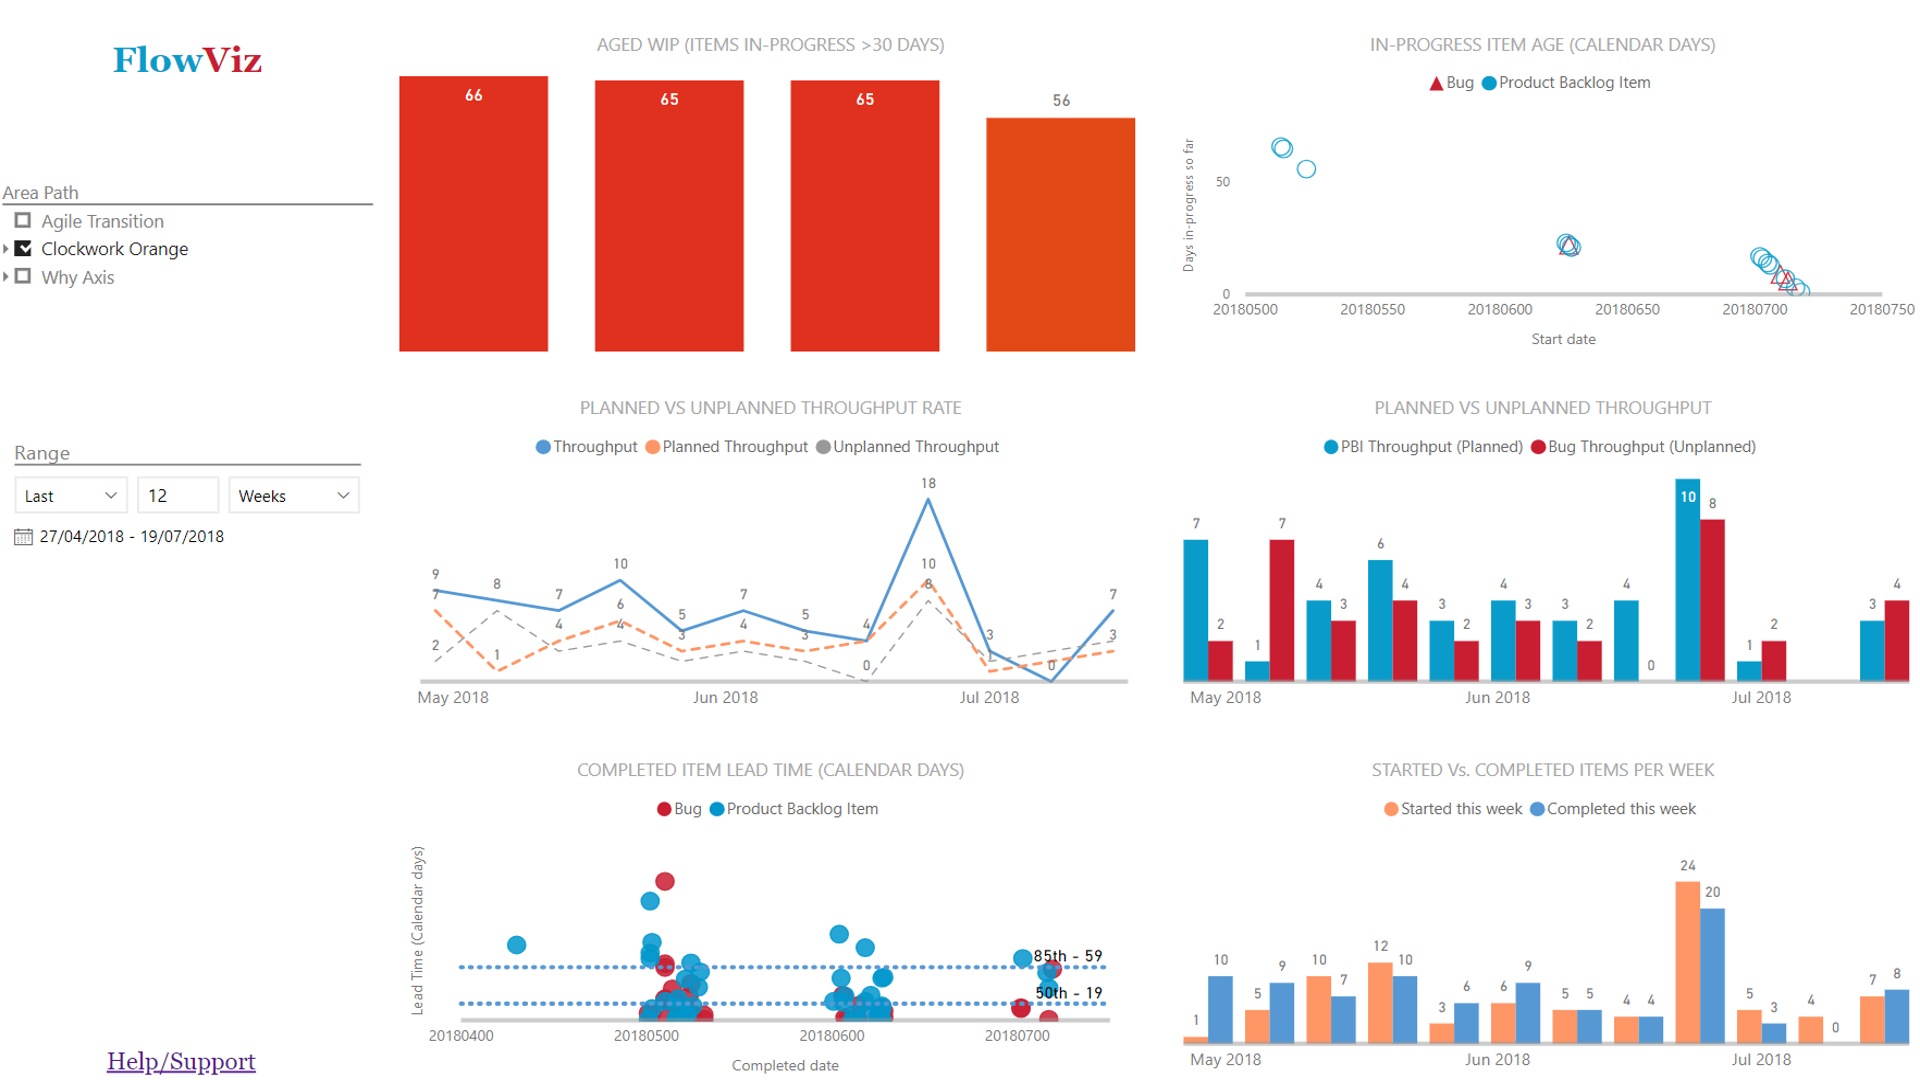 FlowViz
Area Path
Agile Transition
Clockwork Orange
Why Axis
Range
Last 12 Weeks
27/04/2018 - 19/07/2018
Help/Support
AGED WIP (ITEMS IN-PROGRESS >30 DAYS)
66 65 65 56
IN-PROGRESS ITEM AGE (CALENDAR DAYS)
Bug Product Backlog Item
Days in-progress so far
50
0
20180500 20180550 20180600 20180650 20180700 20180750
Start date
PLANNED VS UNPLANNED THROUGHPUT RATE
Throughput Planned Throughput Unplanned Throughput
9 8 7 10 5 7 5 4 18 3 0 7
7 1 4 6 3 4 3 10 1
2 4 0 8 3
May 2018 Jun 2018 Jul 2018
PLANNED VS UNPLANNED THROUGHPUT
PBI Throughput (Planned) Bug Throughput (Unplanned)
7 2 1 7 4 3 6 4 3 2 4 3 3 2 4 0 10 8 1 2 3 4
May 2018 Jun 2018 Jul 2018
COMPLETED ITEM LEAD TIME (CALENDAR DAYS)
Bug Product Backlog Item
Lead Time (Calendar days)
85th - 59
50th - 19
20180400 20180500 20180600 20180700
Completed date
STARTED Vs. COMPLETED ITEMS PER WEEK
Started this week Completed this week
1 10 5 9 10 7 12 10 3 6 6 9 5 5 4 4 24 20 5 3 4 0 7 8
May 2018 Jun 2018 Jul 2018